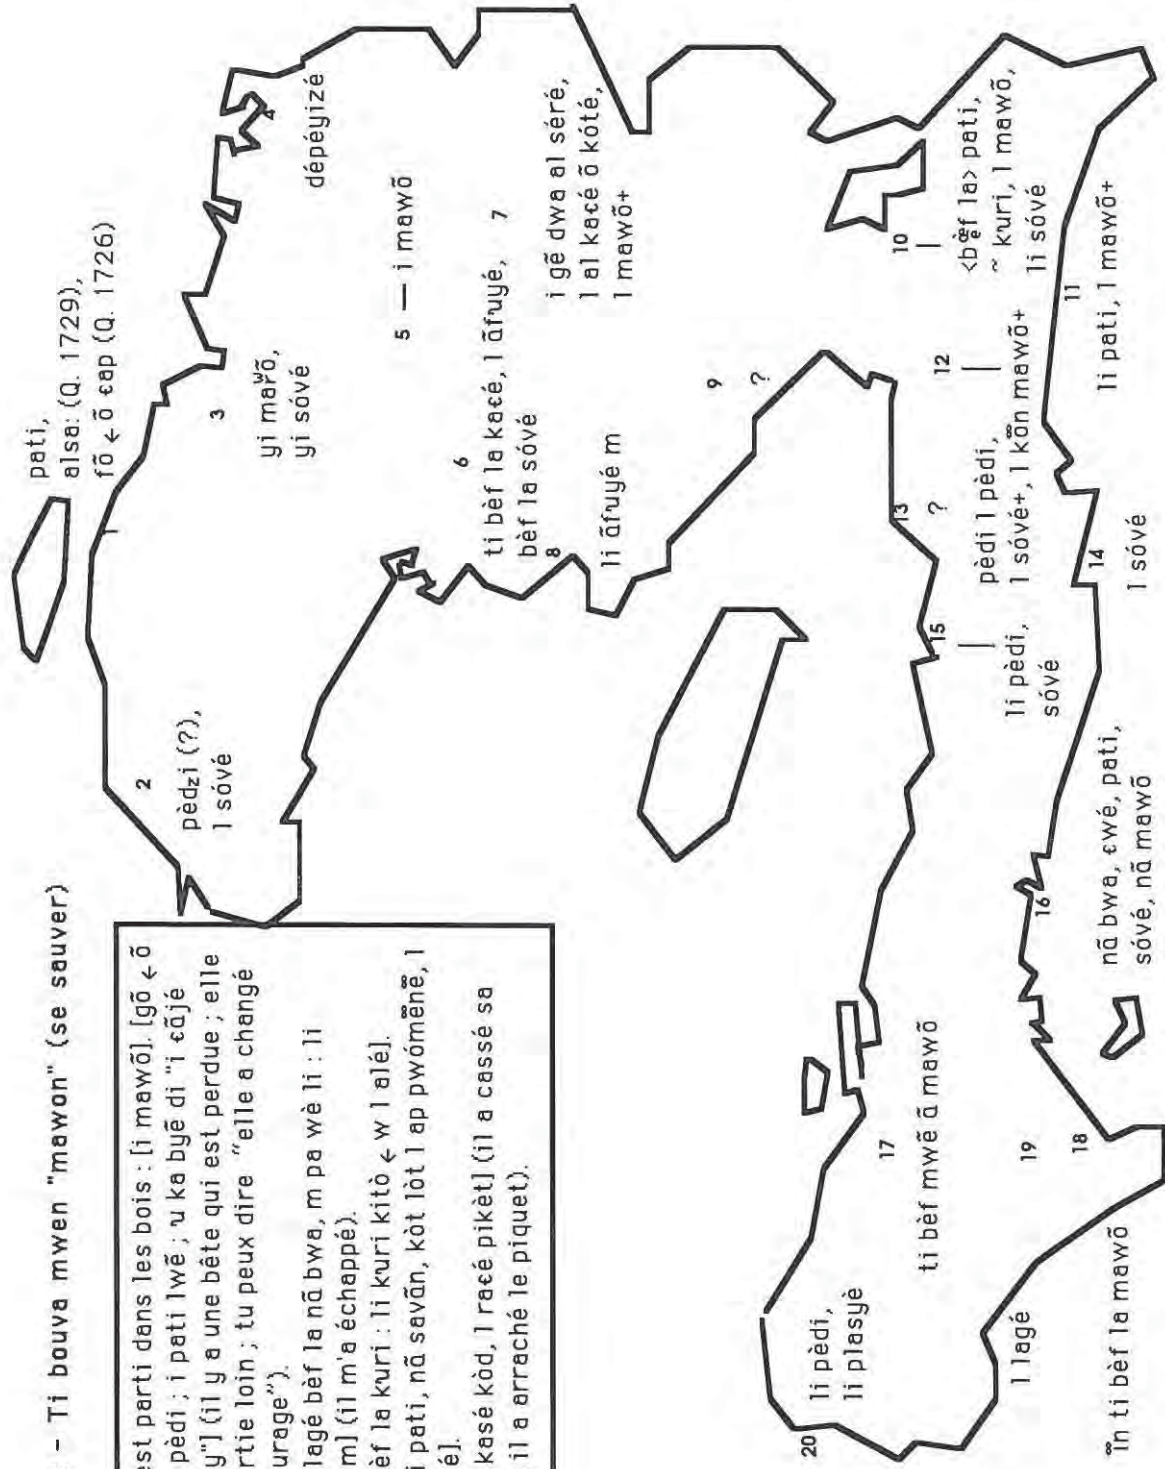 – Ti bouva mwen "mawon" (se sauver)
est parti dans les bois : [i mawõ]. [gõ ɛ õ
pèdi ; i pati lwẽ ; u ka byẽ di "i ɛãjé
y"] (il y a une bête qui est perdue ; elle
rtie loin ; tu peux dire "elle a changé
urage").
lagé bèf la nã bwa, m pa wè li : li
m] (il m'a échappé).
èf la kuri : li kuri kitò ɛ w l alé].
i pati, nã savãn, kòt lòt l ap pwómẽnẽ, l
é].
kasé kòd, l raɛé pikèt] (il a cassé sa
il a arraché le piquet).
pati,
alsa: (Q. 1729),
fõ ɛ õ ɛap (Q. 1726)
1
2
pèdzi (?),
l sóvé
3
yi mawõ,
yi sóvé
4
dépéyizé
5 — i mawõ
6
ti bèf la kaɛé, l ãfuyé,
bèf la sóvé
7
i gẽ dwa al séré,
l al kaɛé õ kóté,
l mawõ+
8
li ãfuyé m
9
?
10
<bœf la> pati,
~ kuri, l mawõ,
li sóvé
11
li pati, l mawõ+
12
pèdi l pèdi,
l sóvé+, l kõn mawõ+
13
?
14
l sóvé
15
li pèdi,
sóvé
16
nã bwa, ɛwé, pati,
sóvé, nã mawõ
17
ti bèf mwẽ ã mawõ
18
ĩn ti bèf la mawõ
19
l lagé
20
li pèdi,
li plasyè